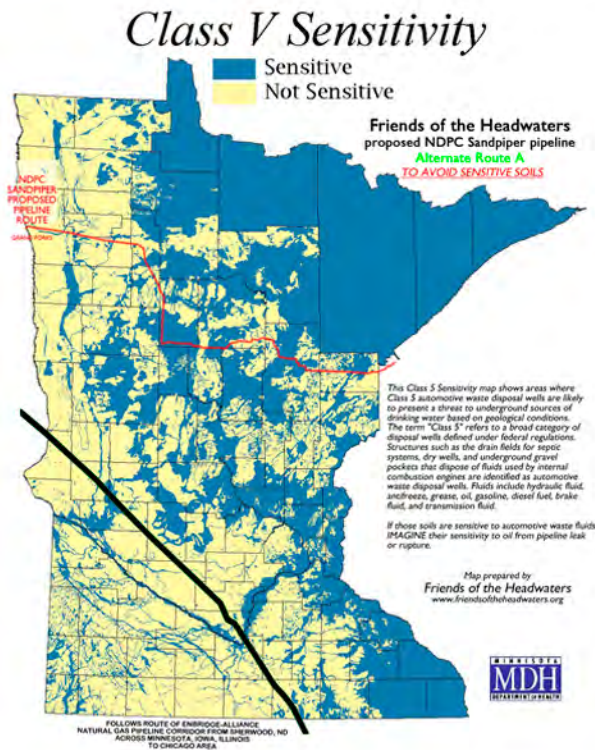 Class V Sensitivity
Sensitive
Not Sensitive
Friends of the Headwaters
proposed NDPC Sandpiper pipeline
Alternate Route A
TO AVOID SENSITIVE SOILS
NDPC
SANDPIPER
PROPOSED
PIPELINE
ROUTE
GRAND FORKS
This Class 5 Sensitivity map shows areas where
Class 5 automotive waste disposal wells are likely
to present a threat to underground sources of
drinking water based on geological conditions.
The term "Class 5" refers to a broad category of
disposal wells defined under federal regulations.
Structures such as the drain fields for septic
systems, dry wells, and underground gravel
pockets that dispose of fluids used by internal
combustion engines are identified as automotive
waste disposal wells. Fluids include hydraulic fluid,
antifreeze, grease, oil, gasoline, diesel fuel, brake
fluid, and transmission fluid.
If those soils are sensitive to automotive waste fluids
IMAGINE their sensitivity to oil from pipeline leak
or rupture.
Map prepared by
Friends of the Headwaters
www.friendsoftheheadwaters.org
MINNESOTA
MDH
DEPARTMENT of HEALTH
FOLLOWS ROUTE OF ENBRIDGE-ALLIANCE
NATURAL GAS PIPELINE CORRIDOR FROM SHERWOOD, ND
ACROSS MINNESOTA, IOWA, ILLINOIS
TO CHICAGO AREA